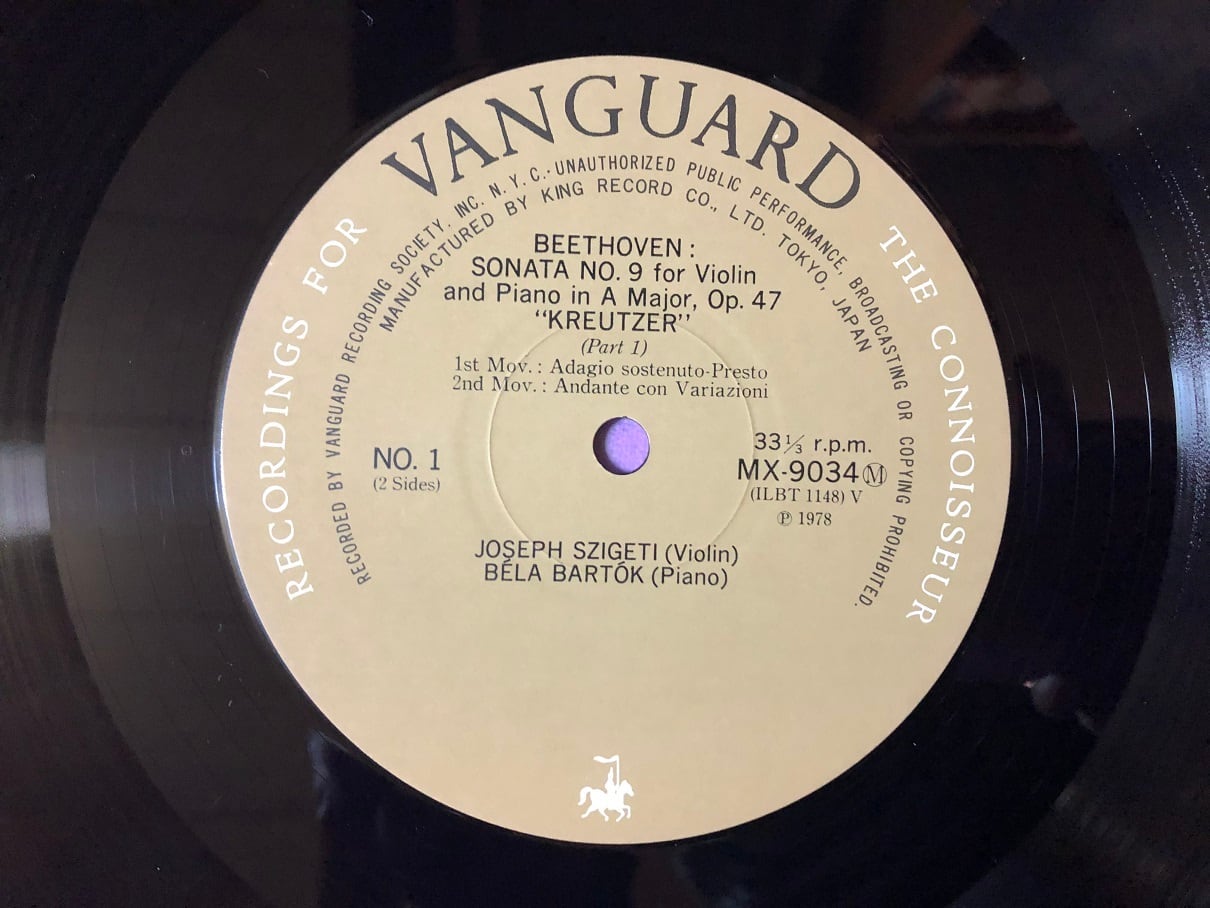 VANGUARD
RECORDINGS FOR THE CONNOISSEUR
RECORDED BY VANGUARD RECORDING SOCIETY, INC. N. Y. C.・UNAUTHORIZED PUBLIC PERFORMANCE, BROADCASTING OR COPYING PROHIBITED.
MANUFACTURED BY KING RECORD CO., LTD. TOKYO, JAPAN
BEETHOVEN :
SONATA NO. 9 for Violin
and Piano in A Major, Op. 47
“KREUTZER”
(Part 1)
1st Mov. : Adagio sostenuto-Presto
2nd Mov. : Andante con Variazioni
NO. 1
(2 Sides)
33⅓ r.p.m.
MX-9034 Ⓜ
(ILBT 1148) V
℗ 1978
JOSEPH SZIGETI (Violin)
BÉLA BARTÓK (Piano)